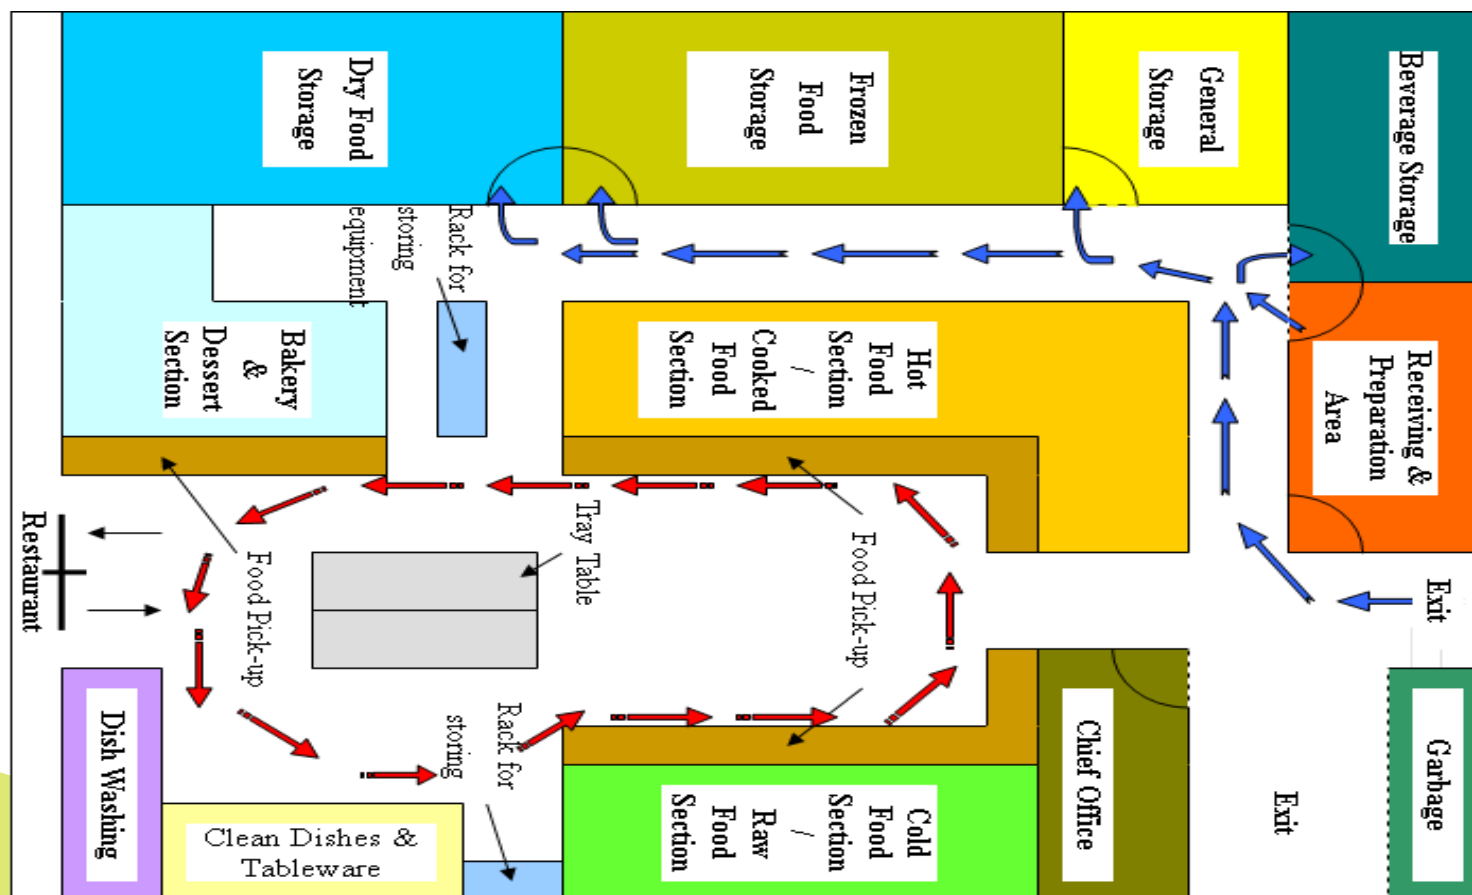 Dry Food
Storage
Frozen
Food
Storage
General
Storage
Beverage Storage
Rack for
storing
equipment
Bakery
&
Dessert
Section
Hot
Food
Section
/
Cooked
Food
Section
Receiving &
Preparation
Area
Restaurant
Food Pick-up
Tray Table
Food Pick-up
Exit
Dish Washing
Clean Dishes &
Tableware
Rack for
storing
Cold
Food
Section
/
Raw
Food
Section
Chief Office
Exit
Garbage